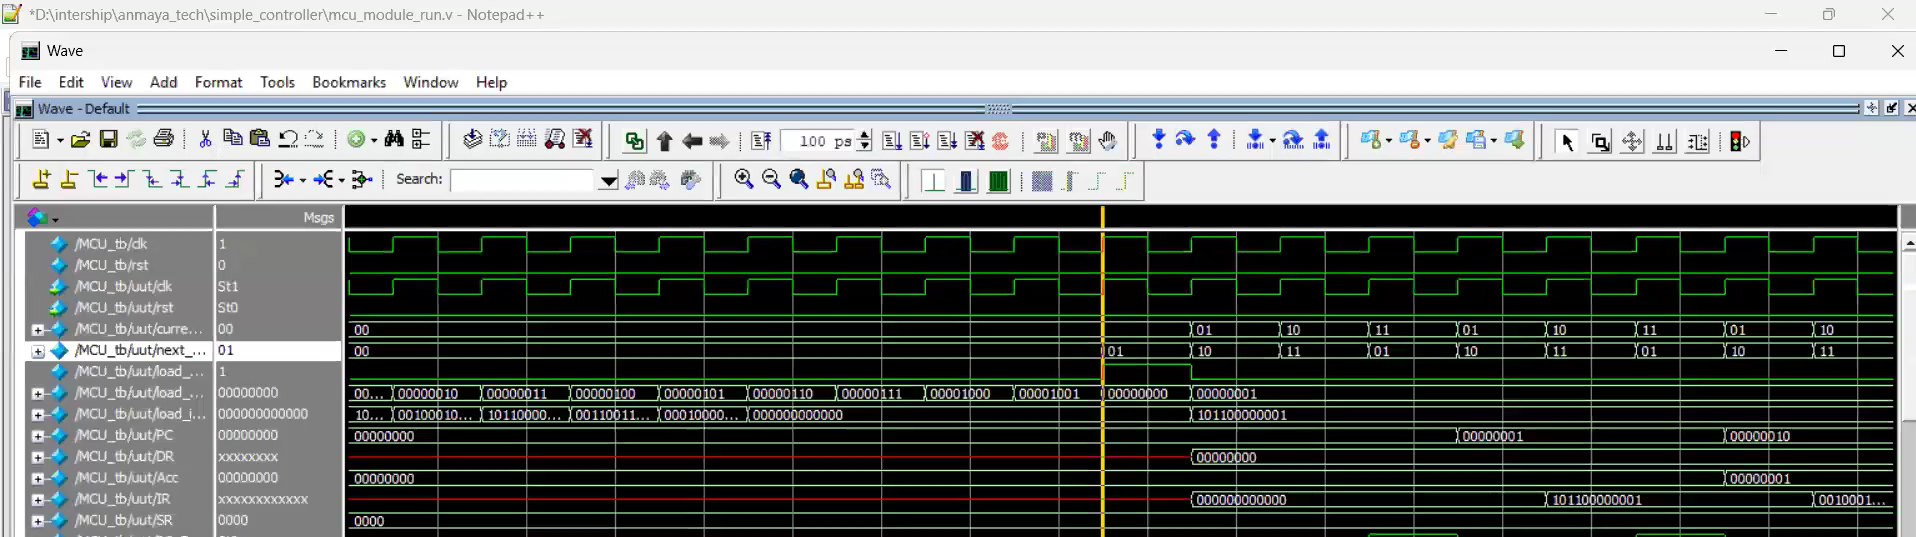 *D:\intership\anmaya_tech\simple_controller\mcu_module_run.v - Notepad++
Wave
File Edit View Add Format Tools Bookmarks Window Help
Wave - Default
100 ps
Search:
Msgs
/MCU_tb/clk 1
/MCU_tb/rst 0
/MCU_tb/uut/clk St1
/MCU_tb/uut/rst St0
/MCU_tb/uut/curre... 00 00 01 10 11 01 10 11 01 10
/MCU_tb/uut/next_... 01 00 01 10 11 01 10 11 01 10 11
/MCU_tb/uut/load_... 1
/MCU_tb/uut/load_... 00000000 00... 00000010 00000011 00000100 00000101 00000110 00000111 00001000 00001001 00000000 00000001
/MCU_tb/uut/load_i... 000000000000 10... 00100010... 10110000... 00110011... 00010000... 000000000000 101100000001
/MCU_tb/uut/PC 00000000 00000000 00000001 00000010
/MCU_tb/uut/DR xxxxxxxx 00000000
/MCU_tb/uut/Acc 00000000 00000000 00000001
/MCU_tb/uut/IR xxxxxxxxxxxx 000000000000 101100000001 0010001...
/MCU_tb/uut/SR 0000 0000